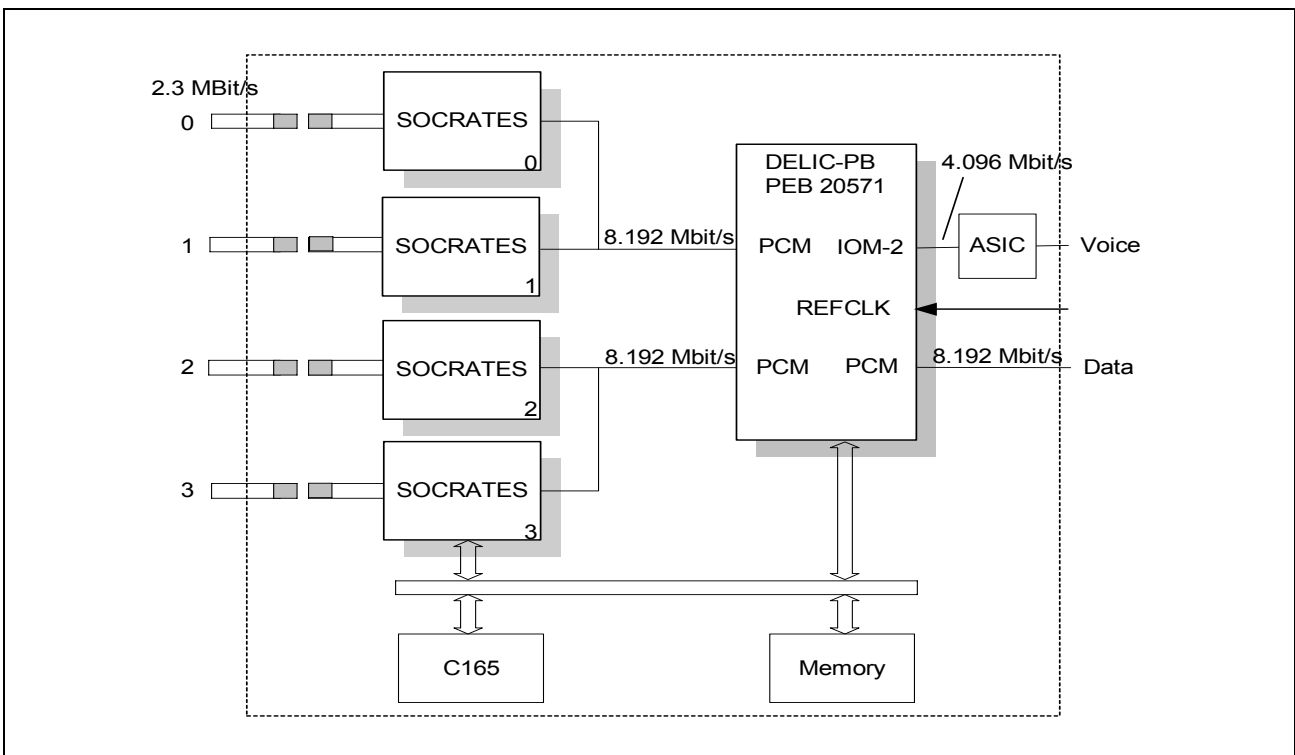 2.3 MBit/s
0
SOCRATES
0
1
SOCRATES
1
8.192 Mbit/s
2
SOCRATES
2
8.192 Mbit/s
3
SOCRATES
3
DELIC-PB
PEB 20571
4.096 Mbit/s
PCM IOM-2
ASIC
Voice
REFCLK
PCM PCM
8.192 Mbit/s
Data
C165
Memory